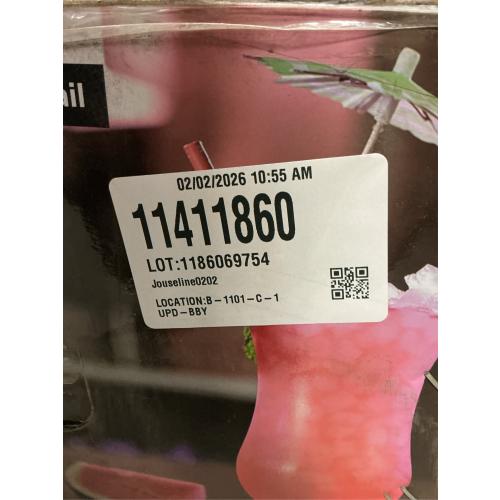 ail
02/02/2026 10:55 AM
11411860
LOT:1186069754
Jouseline0202
LOCATION:B-1101-C-1
UPD-BBY